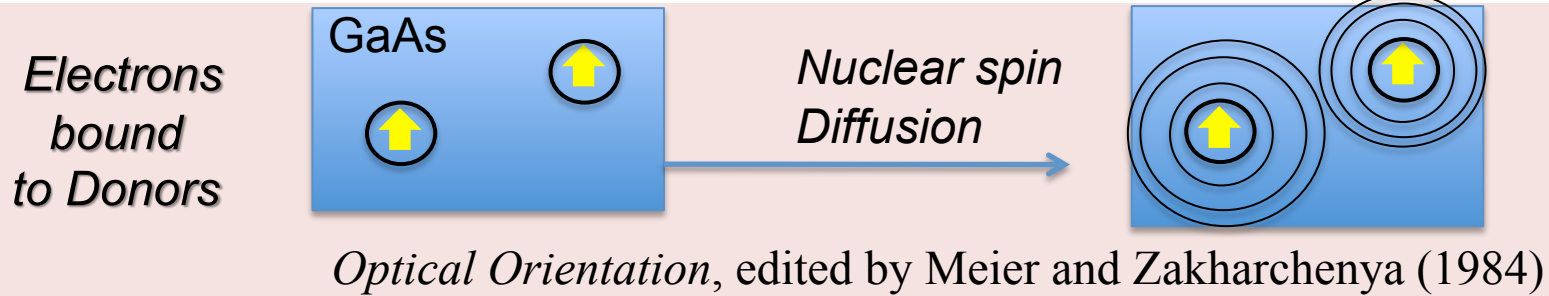 Electrons
bound
to Donors
GaAs
Nuclear spin
Diffusion
Optical Orientation, edited by Meier and Zakharchenya (1984)